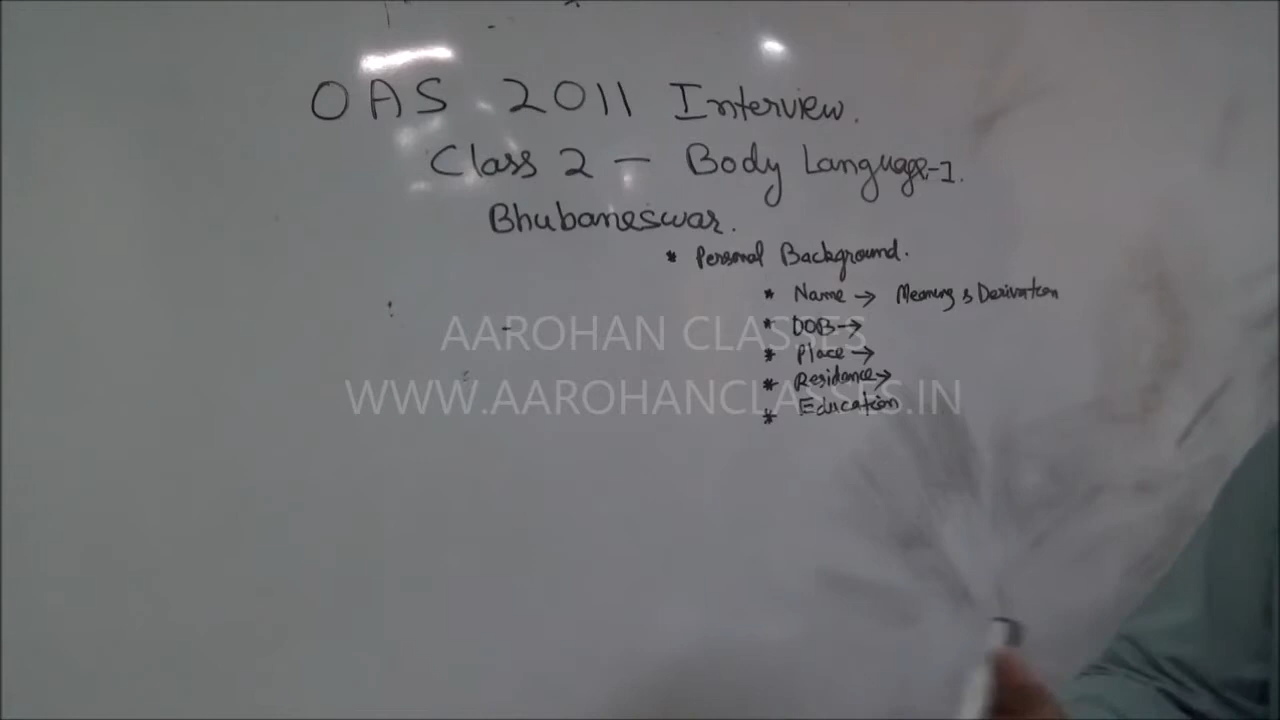 OAS 2011 Interview.
Class 2 — Body Language-1.
Bhubaneswar.
* Personal Background.
* Name → Meaning & Derivation
* DOB →
AAROHAN CLASSES
* Place →
* Residance →
WWW.AAROHANCLASSES.IN
* Education